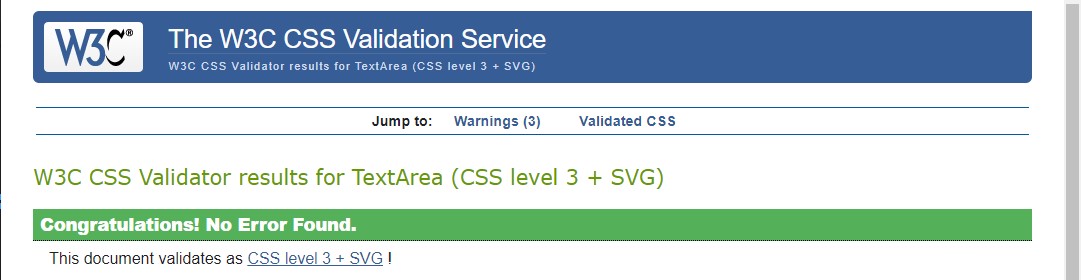 W3C®
The W3C CSS Validation Service
W3C CSS Validator results for TextArea (CSS level 3 + SVG)
Jump to: Warnings (3) Validated CSS
W3C CSS Validator results for TextArea (CSS level 3 + SVG)
Congratulations! No Error Found.
This document validates as CSS level 3 + SVG !